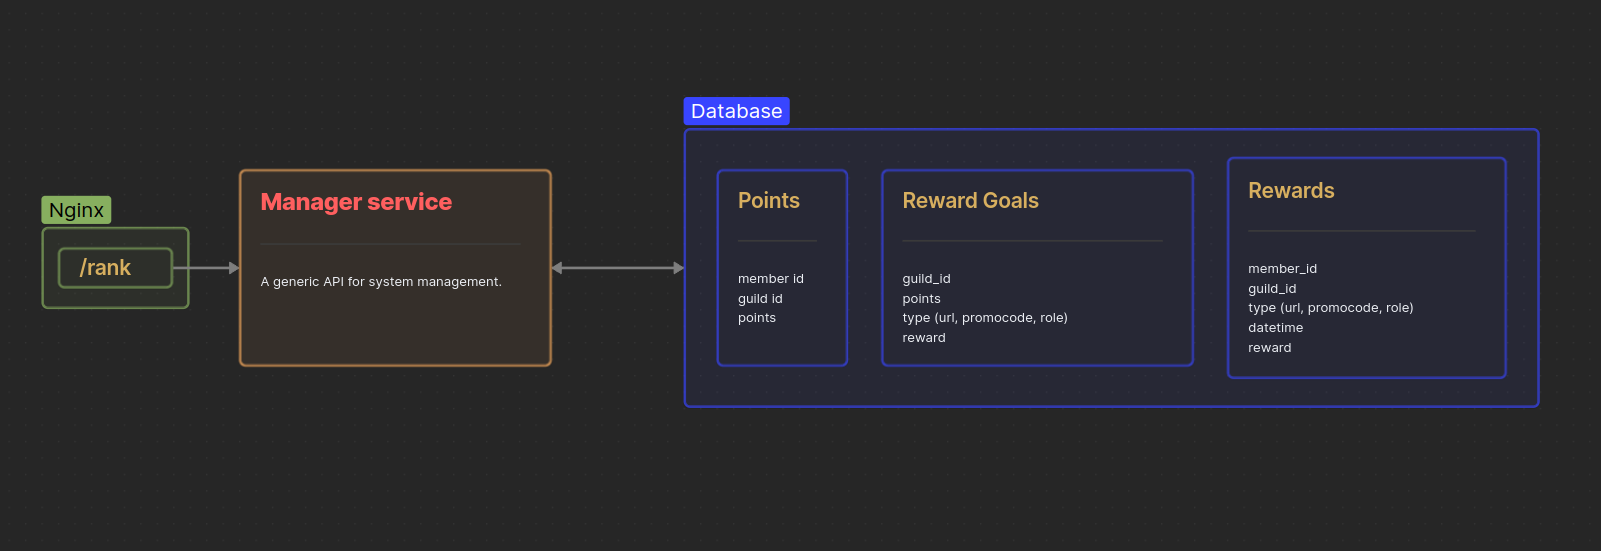 Nginx
/rank
Manager service
A generic API for system management.
Database
Points
member id
guild id
points
Reward Goals
guild_id
points
type (url, promocode, role)
reward
Rewards
member_id
guild_id
type (url, promocode, role)
datetime
reward